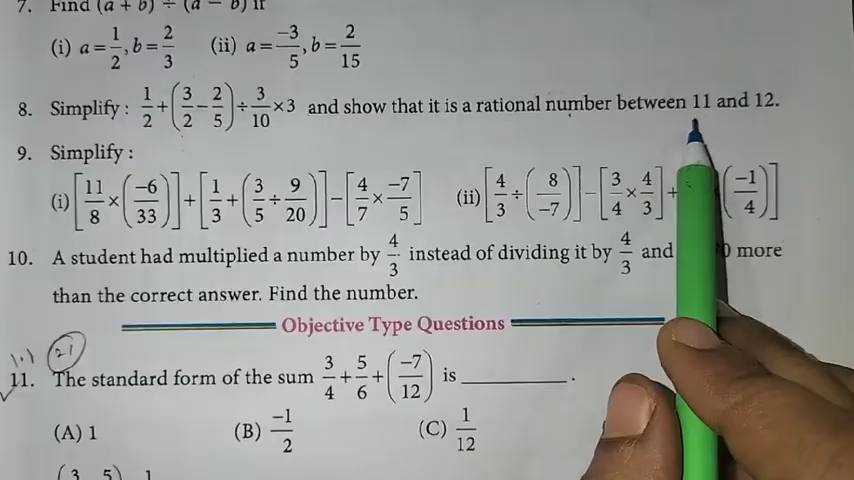 7. Find (a + b) ÷ (a − b) if
(i) a = 1/2, b = 2/3 (ii) a = −3/5, b = 2/15
8. Simplify : 1/2 + (3/2 − 2/5) ÷ 3/10 × 3 and show that it is a rational number between 11 and 12.
9. Simplify :
(i) [11/8 × (−6/33)] + [1/3 + (3/5 ÷ 9/20)] − [4/7 × −7/5] (ii) [4/3 ÷ (8/−7)] − [3/4 × 4/3] + (−1/4)]
10. A student had multiplied a number by 4/3 instead of dividing it by 4/3 and 0 more
than the correct answer. Find the number.
Objective Type Questions
21
11. The standard form of the sum 3/4 + 5/6 + (−7/12) is ____________ .
(A) 1 (B) −1/2 (C) 1/12